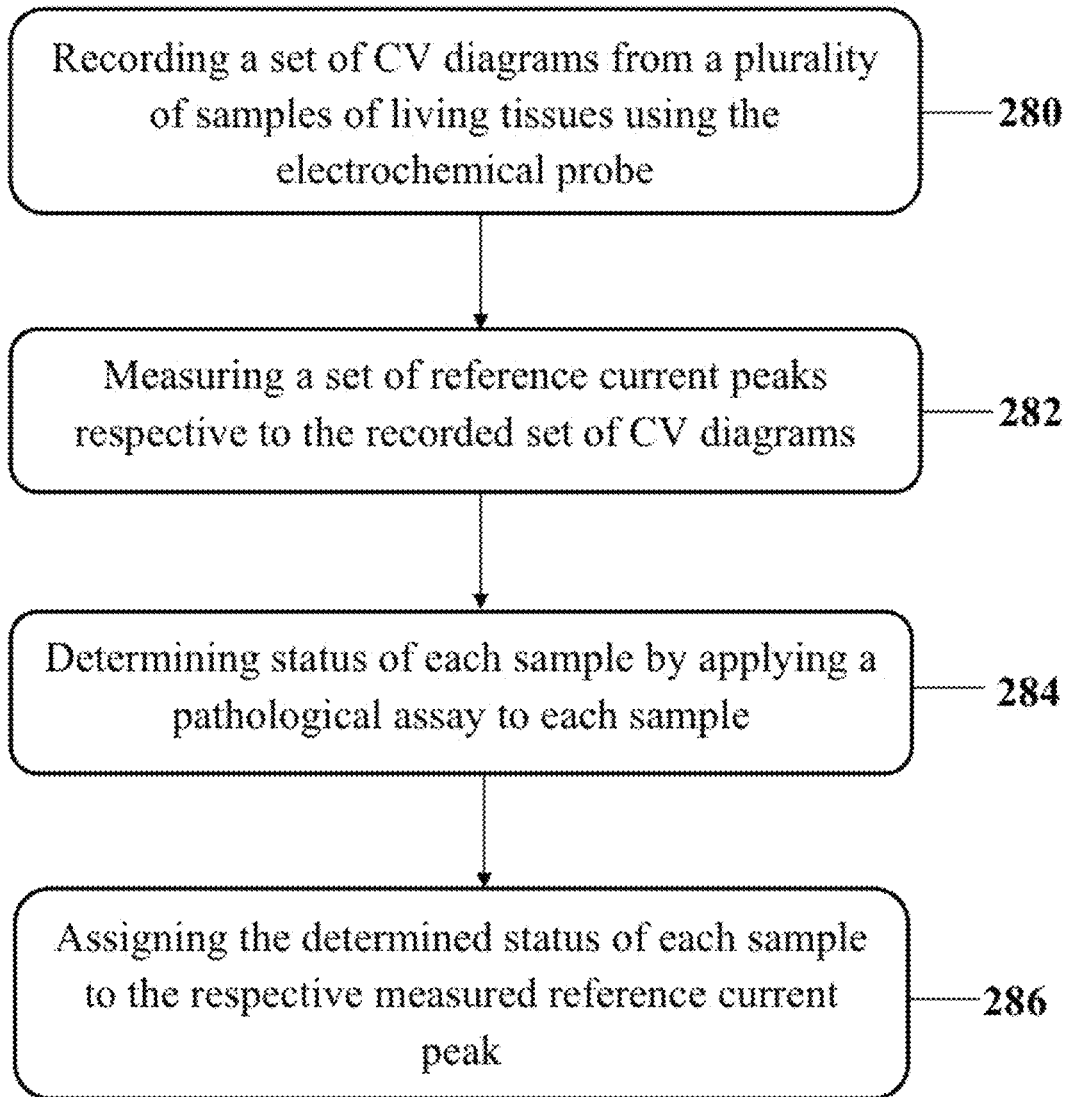 Recording a set of CV diagrams from a plurality
of samples of living tissues using the
electrochemical probe
280
Measuring a set of reference current peaks
respective to the recorded set of CV diagrams
282
Determining status of each sample by applying a
pathological assay to each sample
284
Assigning the determined status of each sample
to the respective measured reference current
peak
286